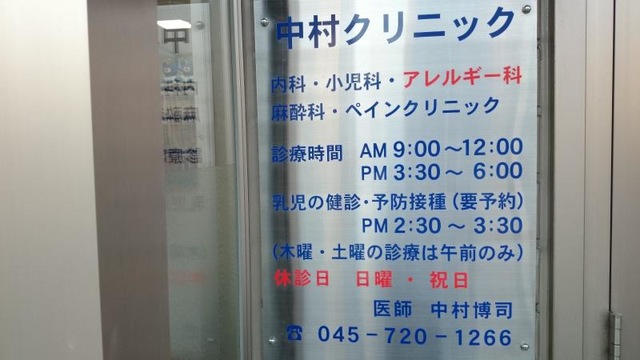 中村クリニック
内科・小児科・アレルギー科
麻酔科・ペインクリニック
診療時間 AM 9:00～12:00
PM 3:30～ 6:00
乳児の健診・予防接種（要予約）
PM 2:30～ 3:30
（木曜・土曜の診療は午前のみ）
休診日 日曜・祝日
医師 中村博司
☎ 045-720-1266